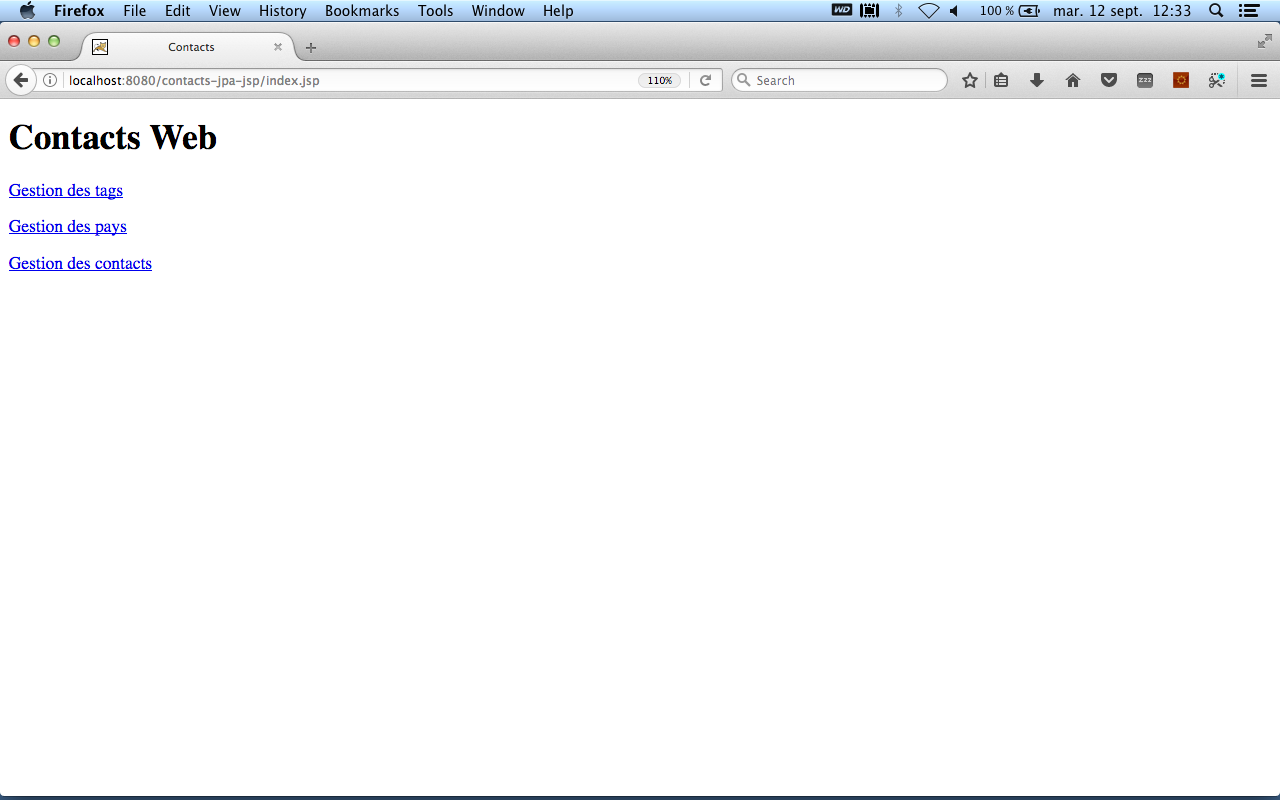 Firefox File Edit View History Bookmarks Tools Window Help WD 100 % mar. 12 sept. 12:33
Contacts
localhost:8080/contacts-jpa-jsp/index.jsp 110% Search zzz
Contacts Web
Gestion des tags
Gestion des pays
Gestion des contacts